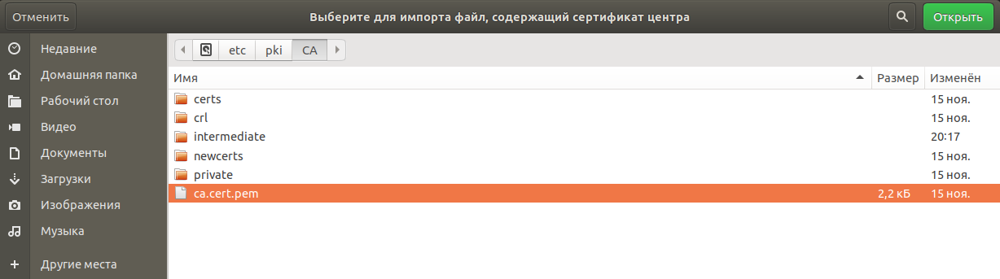 Отменить Выберите для импорта файл, содержащий сертификат центра Открыть
Недавние
Домашняя папка
Рабочий стол
Видео
Документы
Загрузки
Изображения
Музыка
Другие места
etc pki CA
Имя Размер Изменён
certs 15 ноя.
crl 15 ноя.
intermediate 20:17
newcerts 15 ноя.
private 15 ноя.
ca.cert.pem 2,2 кБ 15 ноя.